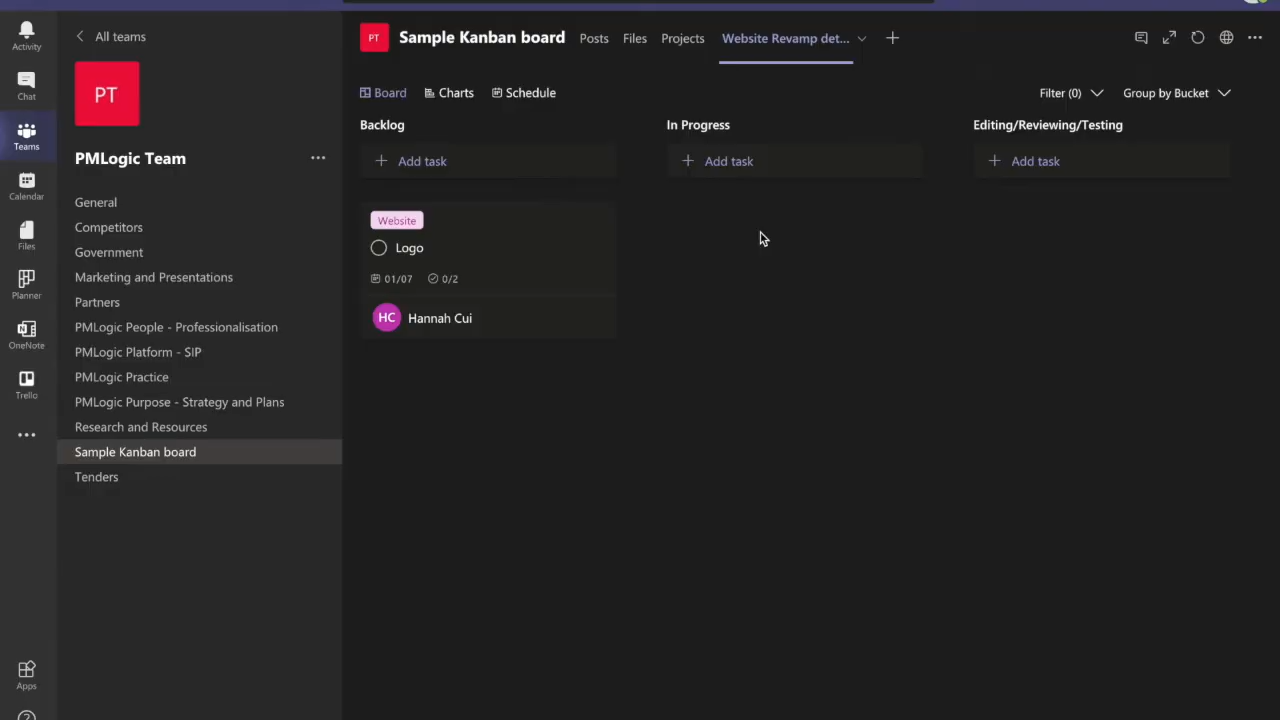 Activity
Chat
Teams
Calendar
Files
Planner
OneNote
Trello
Apps
All teams
PT
PMLogic Team
General
Competitors
Government
Marketing and Presentations
Partners
PMLogic People - Professionalisation
PMLogic Platform - SIP
PMLogic Practice
PMLogic Purpose - Strategy and Plans
Research and Resources
Sample Kanban board
Tenders
PT Sample Kanban board Posts Files Projects Website Revamp det...
Board Charts Schedule Filter (0) Group by Bucket
Backlog In Progress Editing/Reviewing/Testing
Add task Add task Add task
Website
Logo
01/07 0/2
HC Hannah Cui